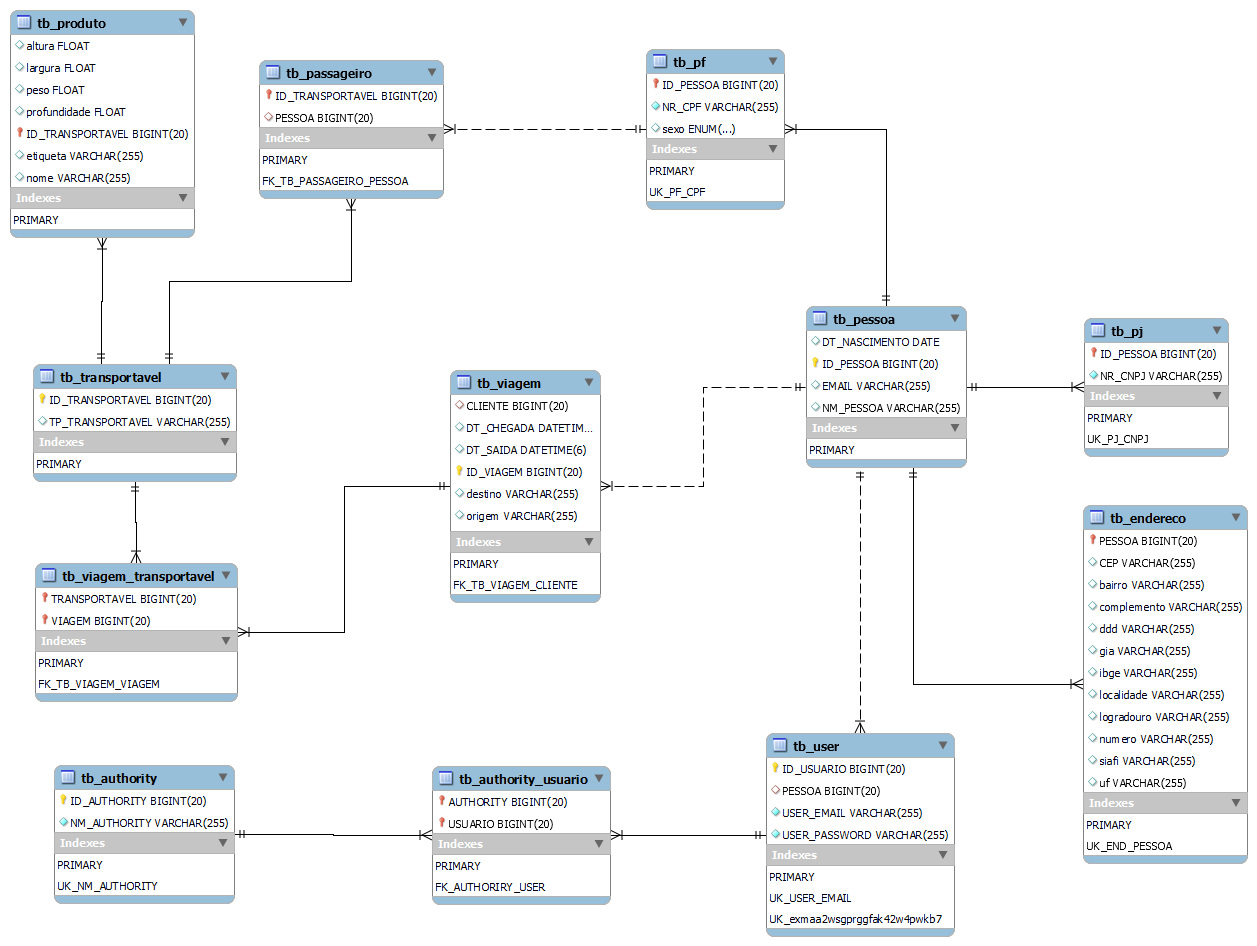 tb_produto
altura FLOAT
largura FLOAT
peso FLOAT
profundidade FLOAT
ID_TRANSPORTAVEL BIGINT(20)
etiqueta VARCHAR(255)
nome VARCHAR(255)
Indexes
PRIMARY
tb_passageiro
ID_TRANSPORTAVEL BIGINT(20)
PESSOA BIGINT(20)
Indexes
PRIMARY
FK_TB_PASSAGEIRO_PESSOA
tb_pf
ID_PESSOA BIGINT(20)
NR_CPF VARCHAR(255)
sexo ENUM(...)
Indexes
PRIMARY
UK_PF_CPF
tb_transportavel
ID_TRANSPORTAVEL BIGINT(20)
TP_TRANSPORTAVEL VARCHAR(255)
Indexes
PRIMARY
tb_viagem
CLIENTE BIGINT(20)
DT_CHEGADA DATETIM...
DT_SAIDA DATETIME(6)
ID_VIAGEM BIGINT(20)
destino VARCHAR(255)
origem VARCHAR(255)
Indexes
PRIMARY
FK_TB_VIAGEM_CLIENTE
tb_pessoa
DT_NASCIMENTO DATE
ID_PESSOA BIGINT(20)
EMAIL VARCHAR(255)
NM_PESSOA VARCHAR(255)
Indexes
PRIMARY
tb_pj
ID_PESSOA BIGINT(20)
NR_CNPJ VARCHAR(255)
Indexes
PRIMARY
UK_PJ_CNPJ
tb_viagem_transportavel
TRANSPORTAVEL BIGINT(20)
VIAGEM BIGINT(20)
Indexes
PRIMARY
FK_TB_VIAGEM_VIAGEM
tb_endereco
PESSOA BIGINT(20)
CEP VARCHAR(255)
bairro VARCHAR(255)
complemento VARCHAR(255)
ddd VARCHAR(255)
gia VARCHAR(255)
ibge VARCHAR(255)
localidade VARCHAR(255)
logradouro VARCHAR(255)
numero VARCHAR(255)
siafi VARCHAR(255)
uf VARCHAR(255)
Indexes
PRIMARY
UK_END_PESSOA
tb_authority
ID_AUTHORITY BIGINT(20)
NM_AUTHORITY VARCHAR(255)
Indexes
PRIMARY
UK_NM_AUTHORITY
tb_authority_usuario
AUTHORITY BIGINT(20)
USUARIO BIGINT(20)
Indexes
PRIMARY
FK_AUTHORIRY_USER
tb_user
ID_USUARIO BIGINT(20)
PESSOA BIGINT(20)
USER_EMAIL VARCHAR(255)
USER_PASSWORD VARCHAR(255)
Indexes
PRIMARY
UK_USER_EMAIL
UK_exmaa2wsgprggfak42w4pwkb7